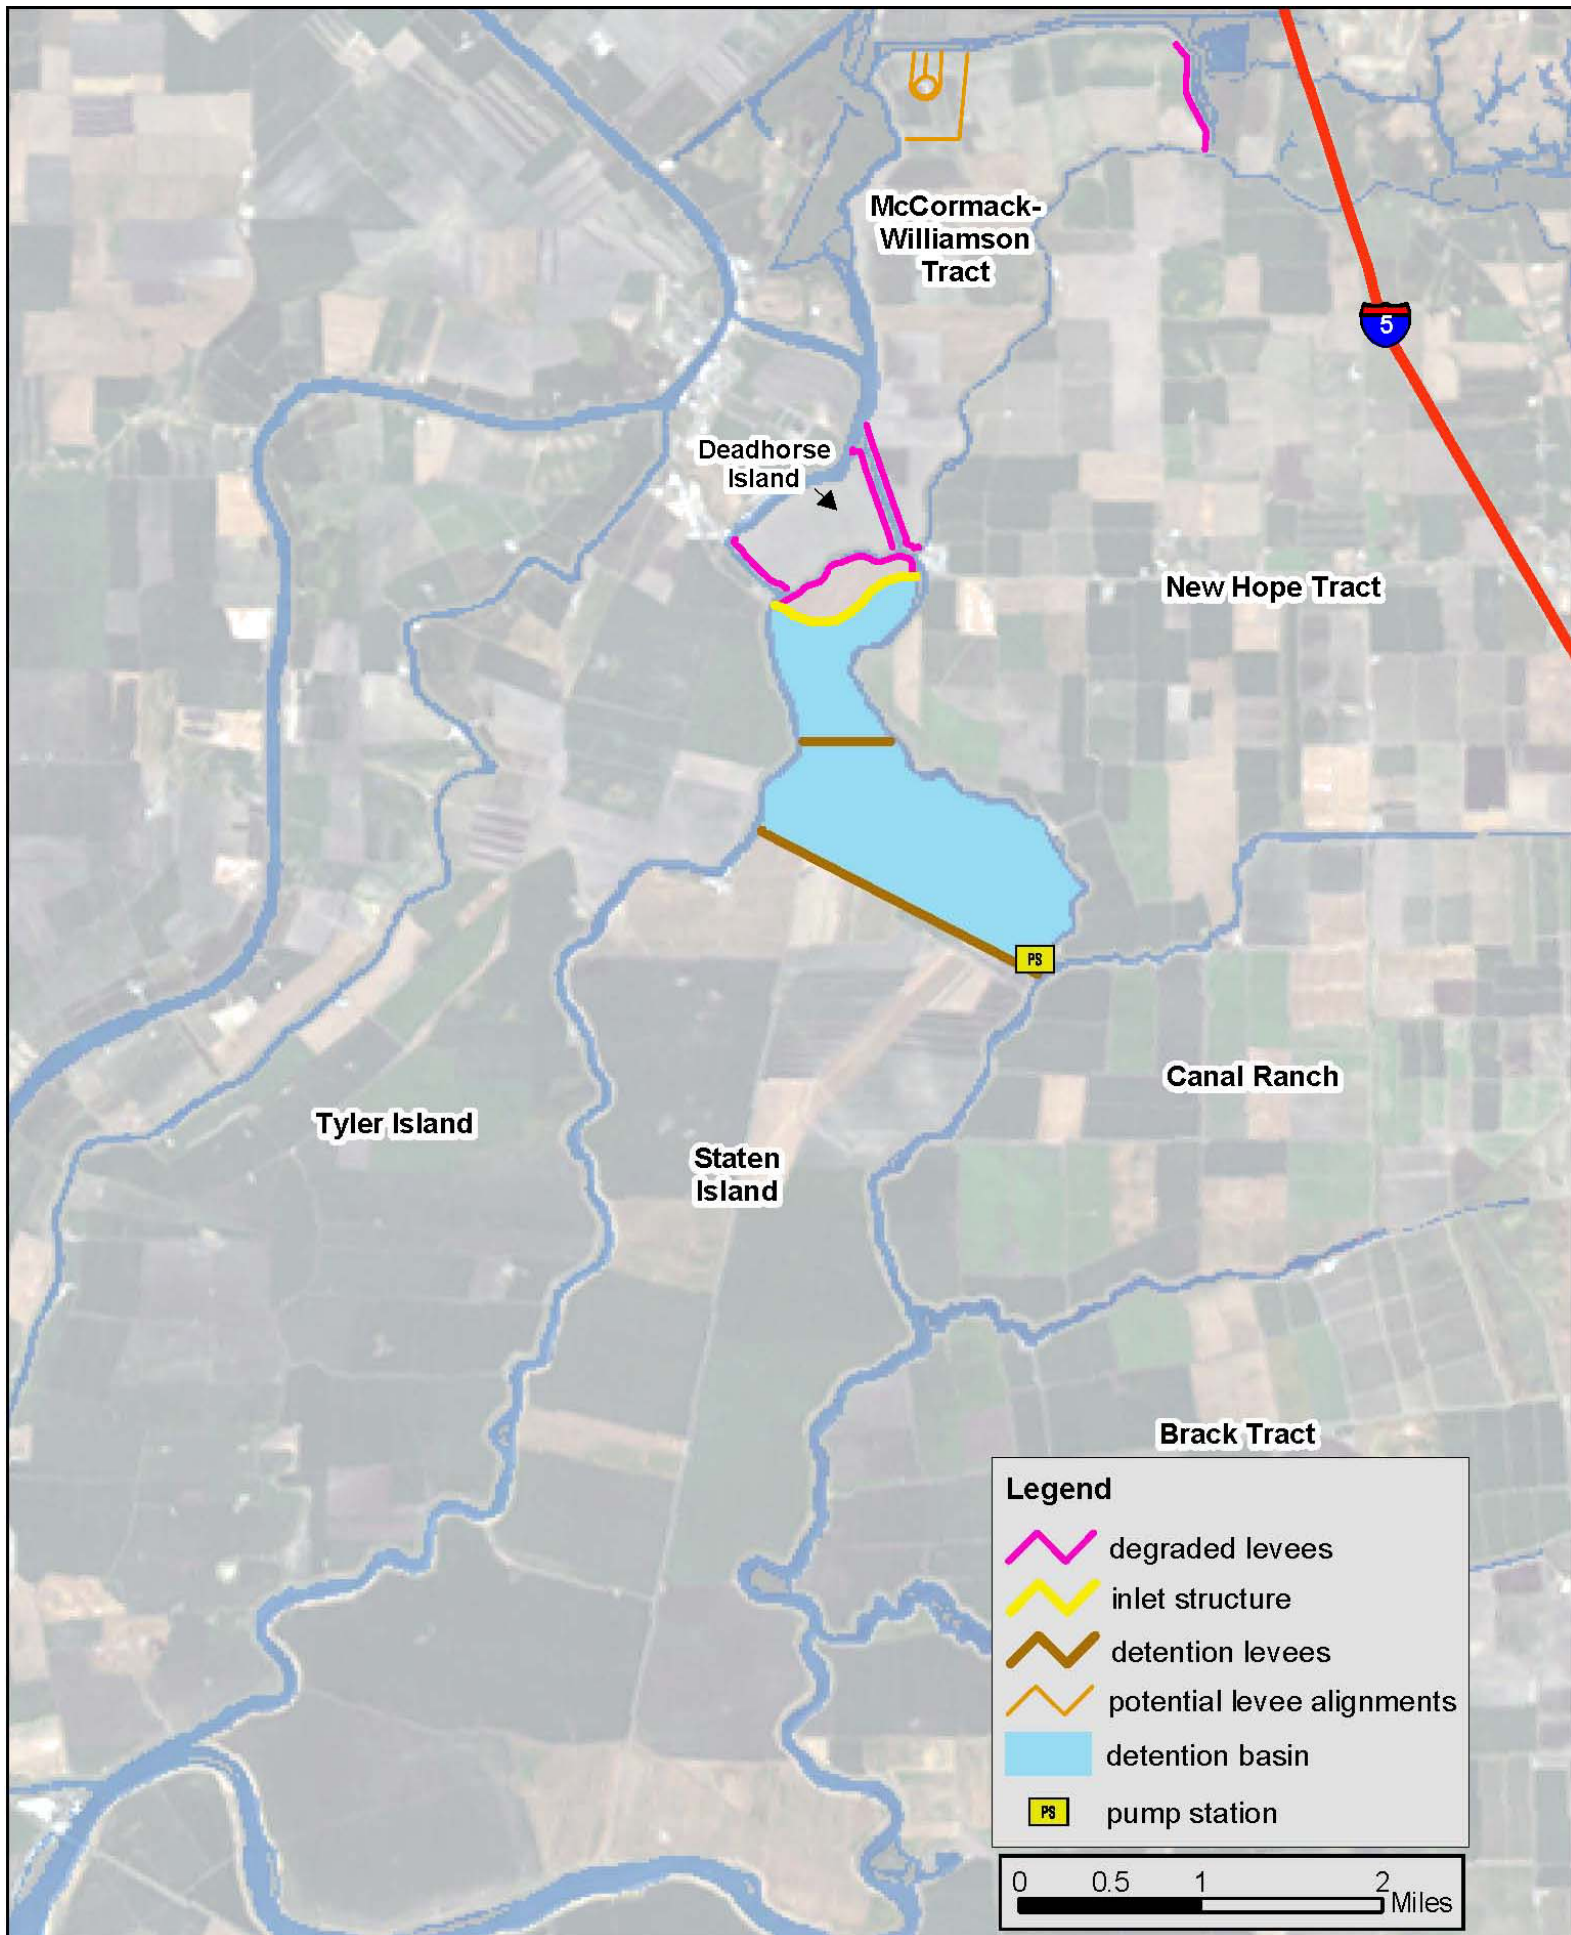 McCormack-
Williamson
Tract
5
Deadhorse
Island
New Hope Tract
PS
Canal Ranch
Tyler Island
Staten
Island
Brack Tract
Legend
degraded levees
inlet structure
detention levees
potential levee alignments
detention basin
PS
pump station
0 0.5 1 2
Miles